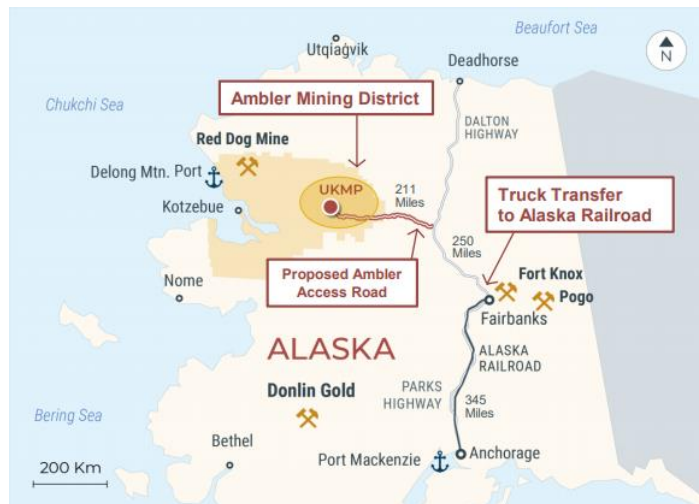 Beaufort Sea
Utqiaġvik
Deadhorse
N
Chukchi Sea
Ambler Mining District
DALTON
HIGHWAY
Red Dog Mine
Delong Mtn. Port
UKMP
211
Miles
Truck Transfer
to Alaska Railroad
Kotzebue
250
Miles
Proposed Ambler
Access Road
Fort Knox
Nome
Pogo
Fairbanks
ALASKA
ALASKA
RAILROAD
Donlin Gold
PARKS
HIGHWAY
345
Miles
Bering Sea
Bethel
Port Mackenzie
Anchorage
200 Km